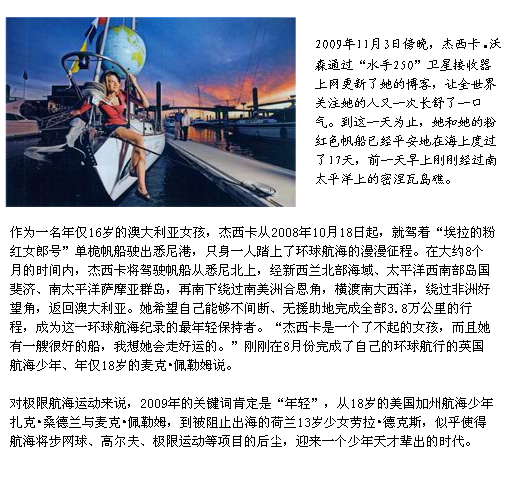 2009年11月3日傍晚，杰西卡.沃
森通过“水手250”卫星接收器
上网更新了她的博客，让全世界
关注她的人又一次长舒了一口
气。到这一天为止，她和她的粉
红色帆船已经平安地在海上度过
了17天，前一天早上刚刚经过南
太平洋上的密涅瓦岛礁。
作为一名年仅16岁的澳大利亚女孩，杰西卡从2008年10月18日起，就驾着“埃拉的粉
红女郎号”单桅帆船驶出悉尼港，只身一人踏上了环球航海的漫漫征程。在大约8个
月的时间内，杰西卡将驾驶帆船从悉尼北上，经新西兰北部海域、太平洋西南部岛国
斐济、南太平洋萨摩亚群岛，再南下绕过南美洲合恩角，横渡南大西洋，绕过非洲好
望角，返回澳大利亚。她希望自己能够不间断、无援助地完成全部3.8万公里的行
程，成为这一环球航海纪录的最年轻保持者。“杰西卡是一个了不起的女孩，而且她
有一艘很好的船，我想她会走好运的。”刚刚在8月份完成了自己的环球航行的英国
航海少年、年仅18岁的麦克•佩勒姆说。
对极限航海运动来说，2009年的关键词肯定是“年轻”，从18岁的美国加州航海少年
扎克•桑德兰与麦克•佩勒姆，到被阻止出海的荷兰13岁少女劳拉•德克斯，似乎使得
航海将步网球、高尔夫、极限运动等项目的后尘，迎来一个少年天才辈出的时代。